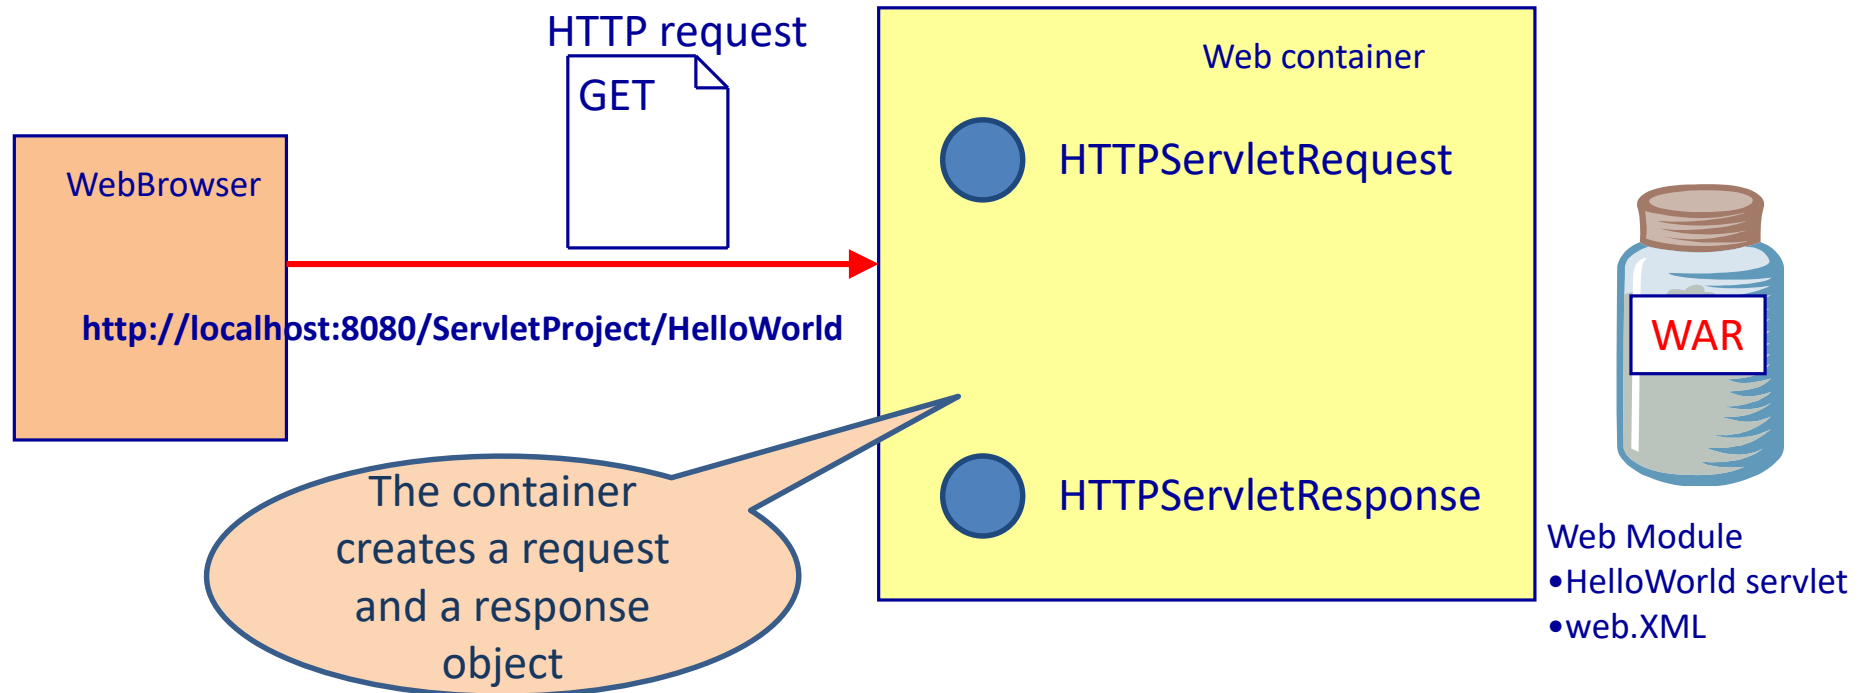 HTTP request
GET
WebBrowser
http://localhost:8080/ServletProject/HelloWorld
The container
creates a request
and a response
object
Web container
HTTPServletRequest
HTTPServletResponse
WAR
Web Module
•HelloWorld servlet
•web.XML